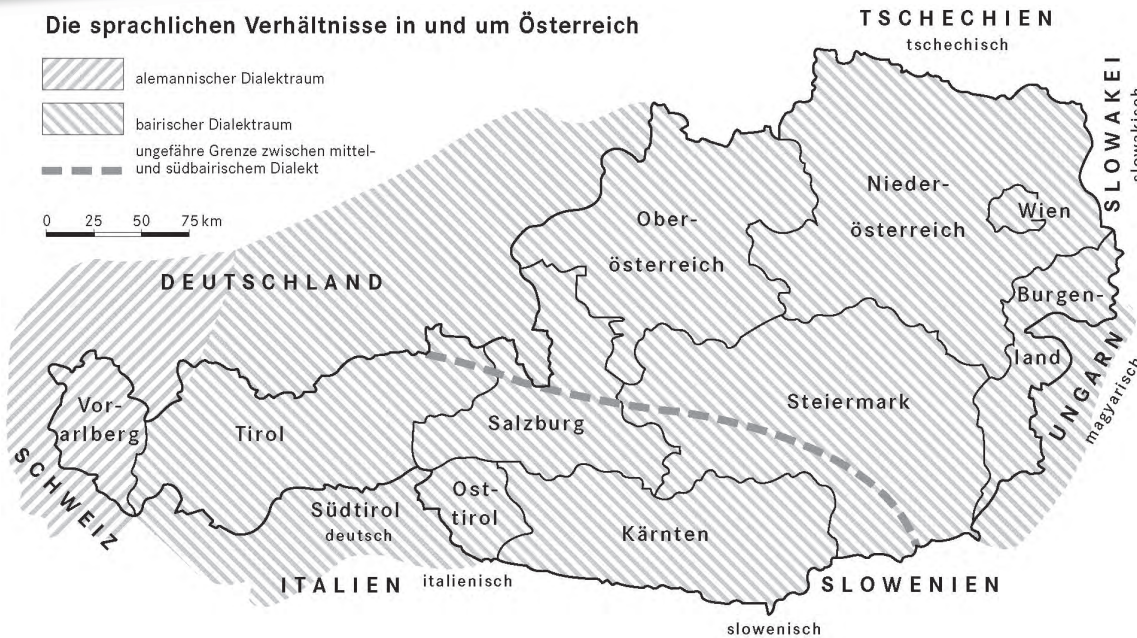 Die sprachlichen Verhältnisse in und um Österreich
alemannischer Dialektraum
bairischer Dialektraum
ungefähre Grenze zwischen mittel-
und südbairischem Dialekt
0 25 50 75 km
TSCHECHIEN
tschechisch
SLOWAKEI
slowakisch
Nieder-
österreich
Wien
Ober-
österreich
DEUTSCHLAND
Burgen-
land
UNGARN
magyarisch
Vor-
arlberg
Tirol
Salzburg
Steiermark
SCHWEIZ
Südtirol
deutsch
Ost-
tirol
Kärnten
ITALIEN
italienisch
SLOWENIEN
slowenisch